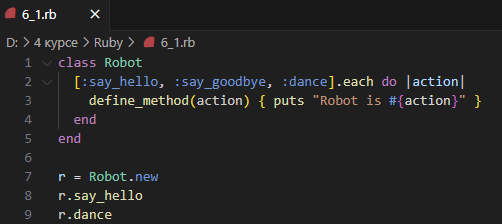 6_1.rb ×
D: > 4 курсе > Ruby > 6_1.rb
1 class Robot
2   [:say_hello, :say_goodbye, :dance].each do |action|
3     define_method(action) { puts "Robot is #{action}" }
4   end
5 end
6
7 r = Robot.new
8 r.say_hello
9 r.dance